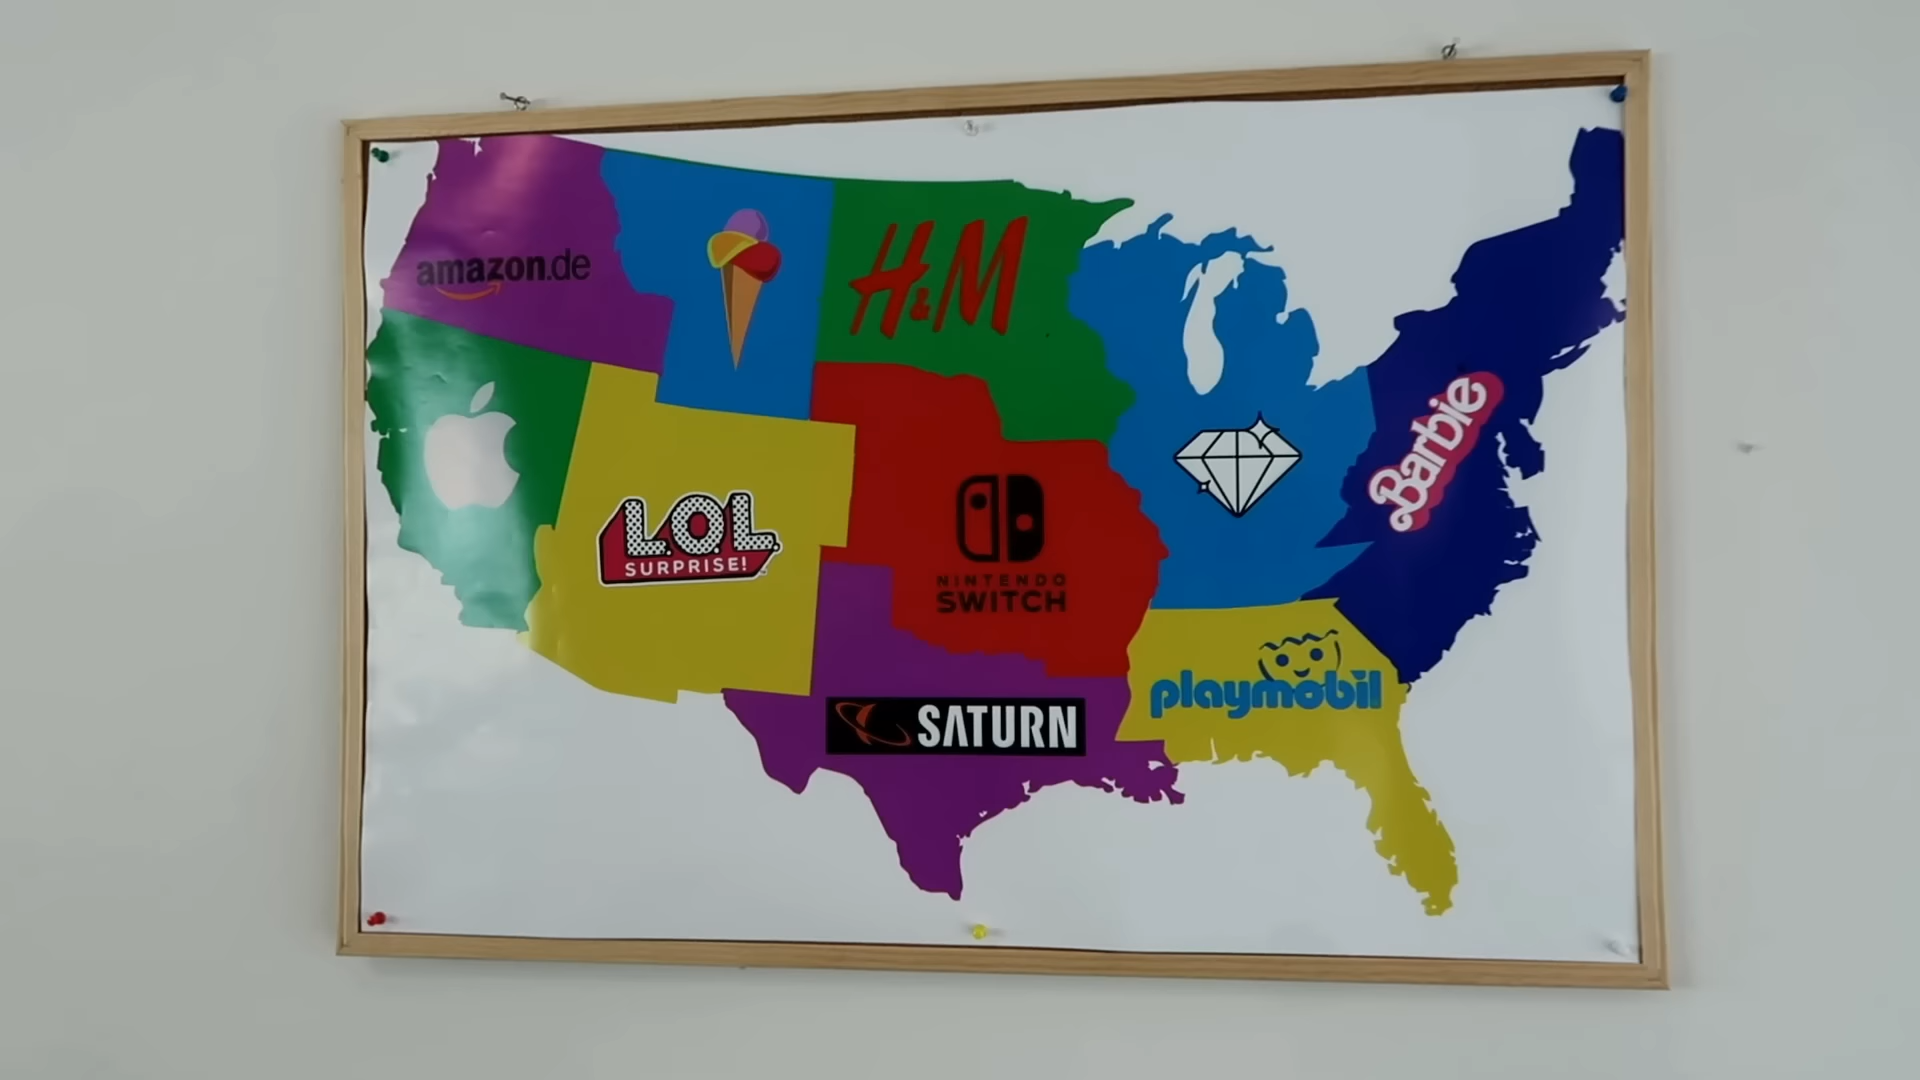 amazon.de
H&M
L.O.L.
SURPRISE!
NINTENDO
SWITCH
Barbie
playmobil
SATURN